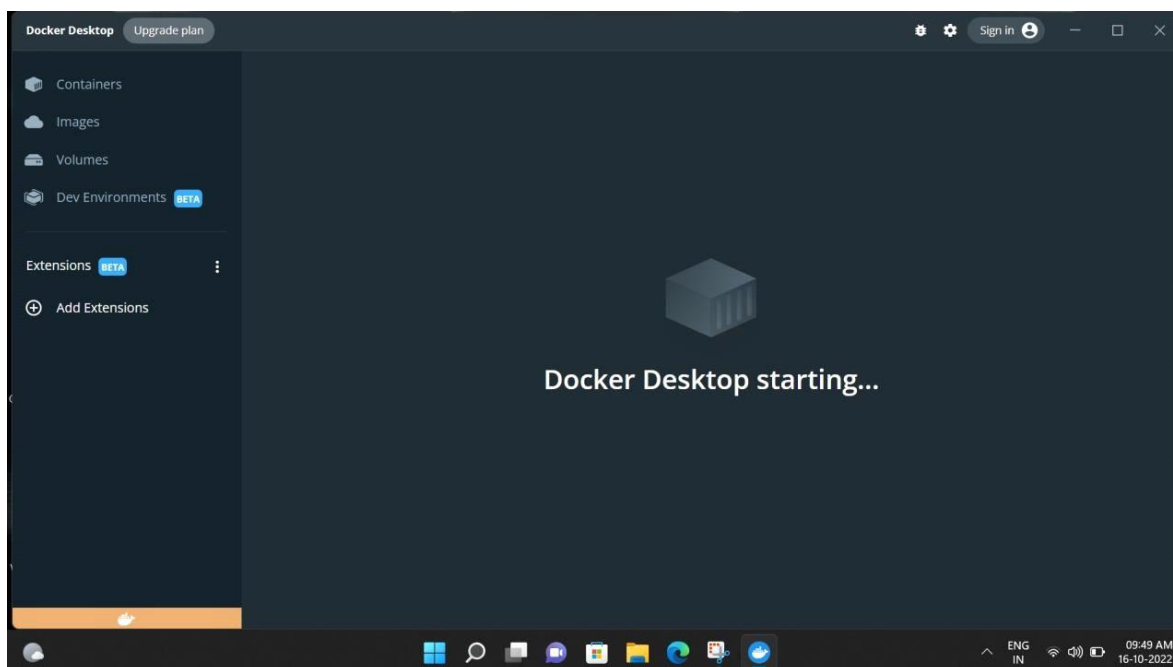 Docker Desktop Upgrade plan Sign in
Containers
Images
Volumes
Dev Environments BETA
Extensions BETA
Add Extensions
Docker Desktop starting...
ENG
IN
09:49 AM
16-10-2022